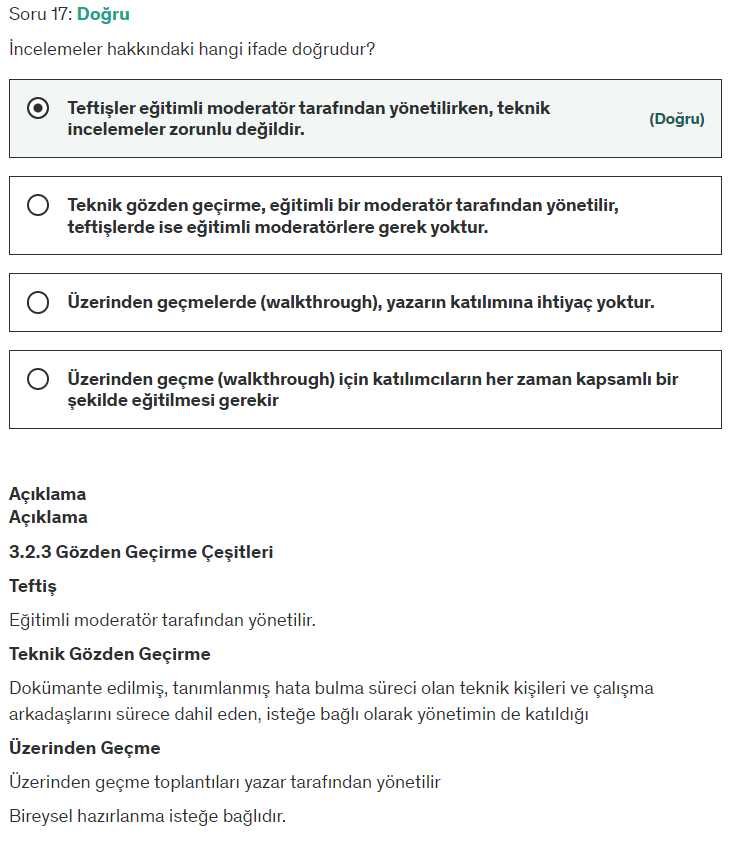 Soru 17: Doğru
İncelemeler hakkındaki hangi ifade doğrudur?
Teftişler eğitimli moderatör tarafından yönetilirken, teknik
incelemeler zorunlu değildir.
(Doğru)
Teknik gözden geçirme, eğitimli bir moderatör tarafından yönetilir,
teftişlerde ise eğitimli moderatörlere gerek yoktur.
Üzerinden geçmelerde (walkthrough), yazarın katılımına ihtiyaç yoktur.
Üzerinden geçme (walkthrough) için katılımcıların her zaman kapsamlı bir
şekilde eğitilmesi gerekir
Açıklama
Açıklama
3.2.3 Gözden Geçirme Çeşitleri
Teftiş
Eğitimli moderatör tarafından yönetilir.
Teknik Gözden Geçirme
Dokümante edilmiş, tanımlanmış hata bulma süreci olan teknik kişileri ve çalışma
arkadaşlarını sürece dahil eden, isteğe bağlı olarak yönetimin de katıldığı
Üzerinden Geçme
Üzerinden geçme toplantıları yazar tarafından yönetilir
Bireysel hazırlanma isteğe bağlıdır.